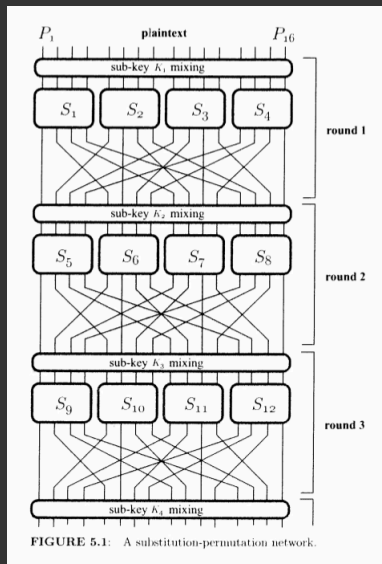 P₁ plaintext P₁₆
sub-key K₁ mixing
S₁ S₂ S₃ S₄
round 1
sub-key K₂ mixing
S₅ S₆ S₇ S₈
round 2
sub-key K₃ mixing
S₉ S₁₀ S₁₁ S₁₂
round 3
sub-key K₄ mixing
FIGURE 5.1: A substitution-permutation network.